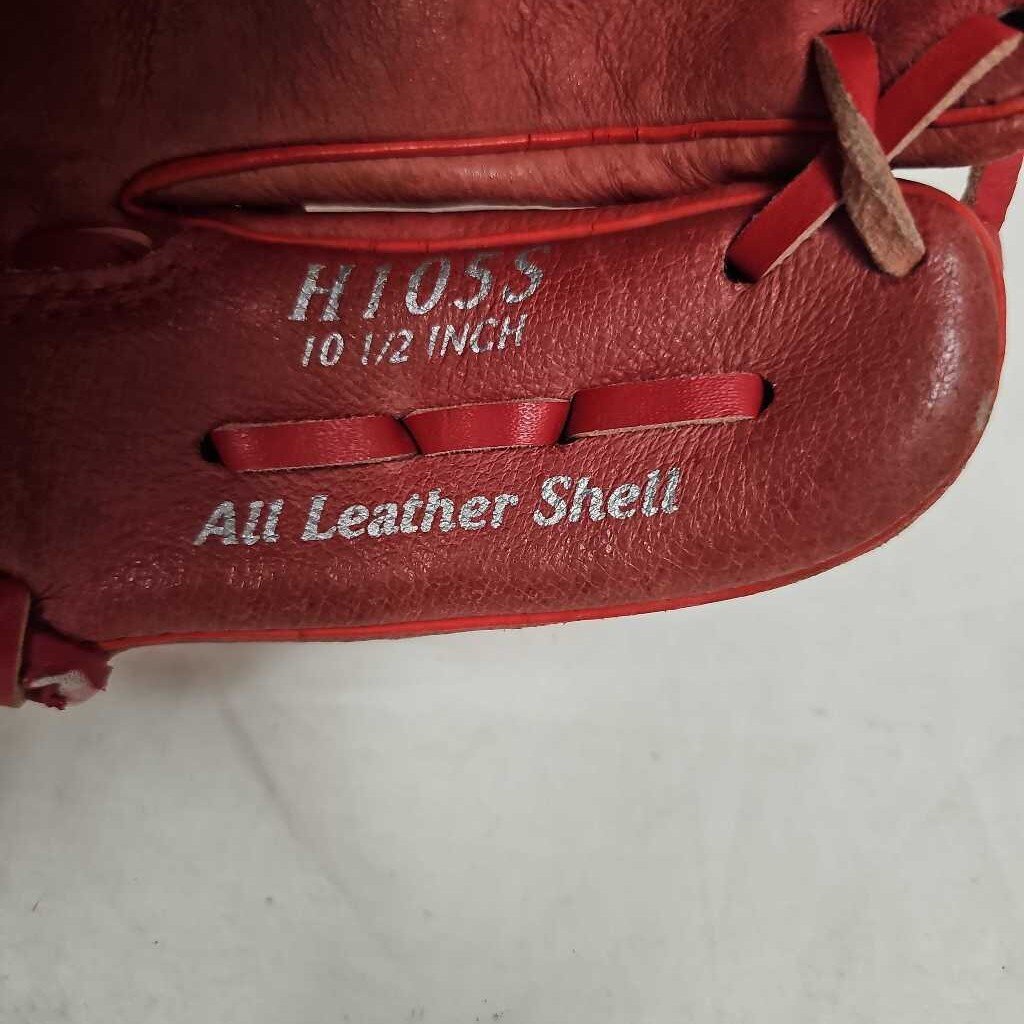 H105S
10 1/2 INCH
All Leather Shell